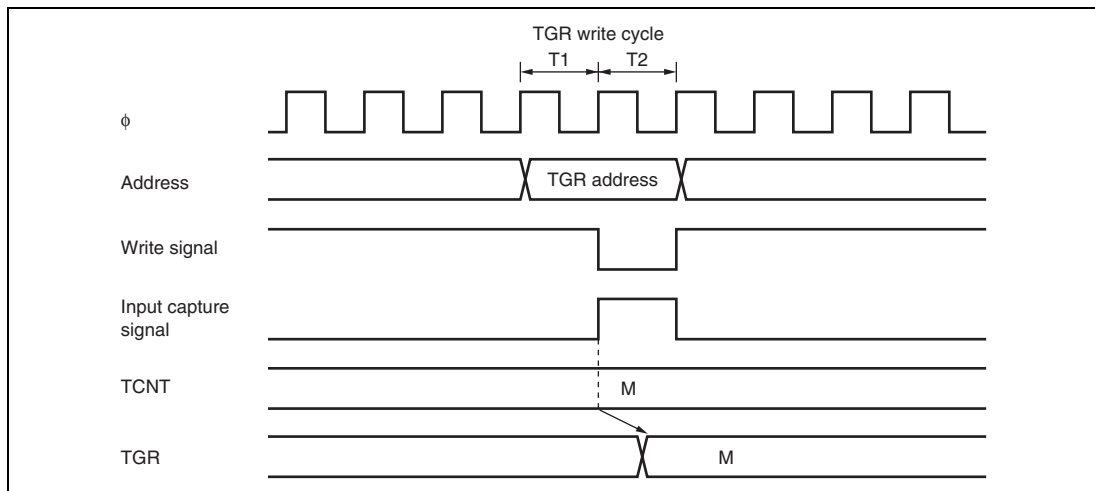 TGR write cycle
T1 T2
ϕ
Address
TGR address
Write signal
Input capture
signal
TCNT
M
TGR
M